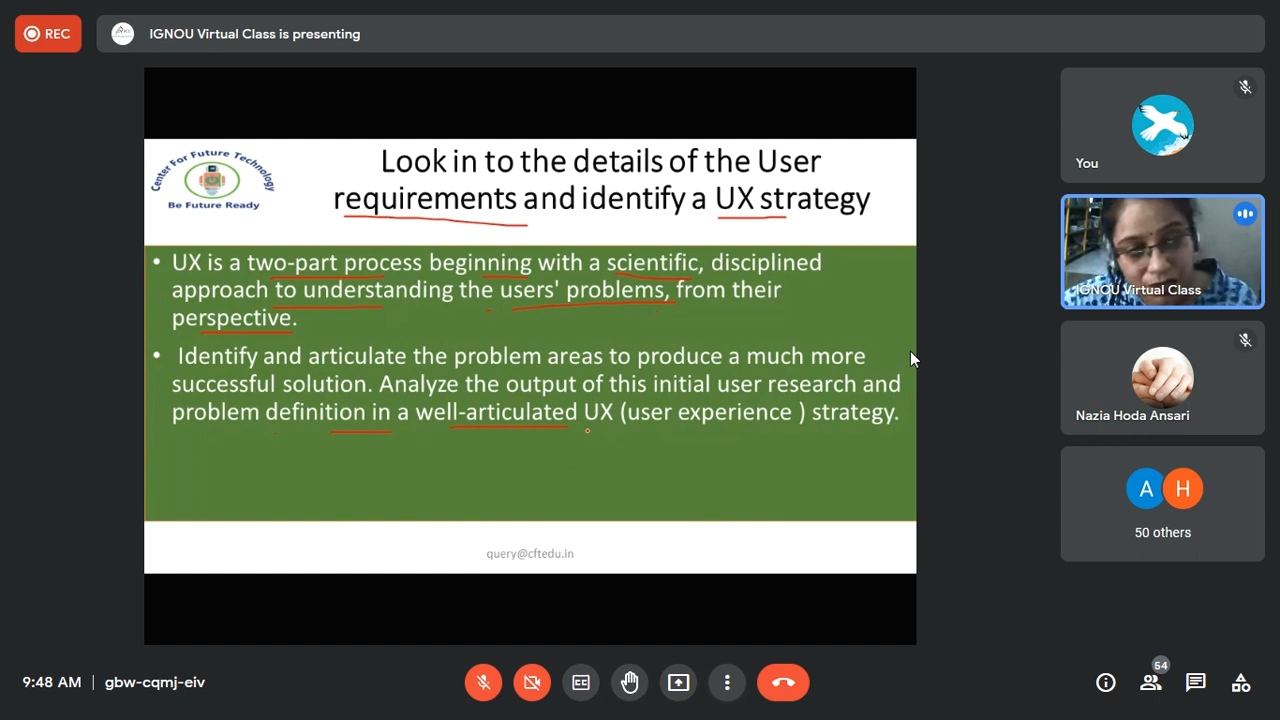 REC
IGNOU Virtual Class is presenting
Center For Future Technology
Be Future Ready
Look in to the details of the User
requirements and identify a UX strategy
• UX is a two-part process beginning with a scientific, disciplined
approach to understanding the users' problems, from their
perspective.
• Identify and articulate the problem areas to produce a much more
successful solution. Analyze the output of this initial user research and
problem definition in a well-articulated UX (user experience ) strategy.
query@cftedu.in
You
IGNOU Virtual Class
Nazia Hoda Ansari
A H
50 others
9:48 AM | gbw-cqmj-eiv
CC
54